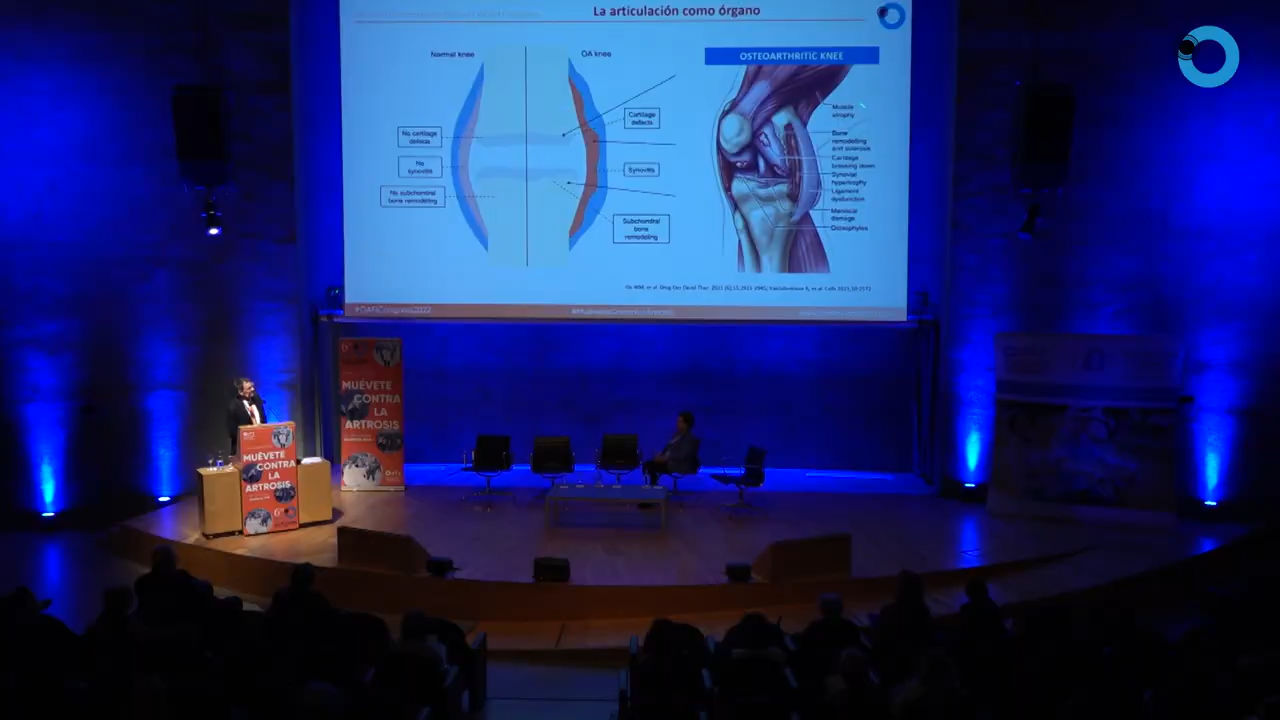 La articulación como órgano
Normal knee
OA knee
No cartilage
defects
No
synovitis
No subchondral
bone remodeling
Cartilage
defects
Synovitis
Subchondral
bone
remodeling
OSTEOARTHRITIC KNEE
Muscle
atrophy
Bone
remodelling
and sclerosis
Cartilage
breaking down
Synovial
hypertrophy
Ligament
dysfunction
Meniscal
damage
Osteophytes
MUÉVETE
CONTRA
LA
ARTROSIS
MUÉVETE
CONTRA
LA
ARTROSIS